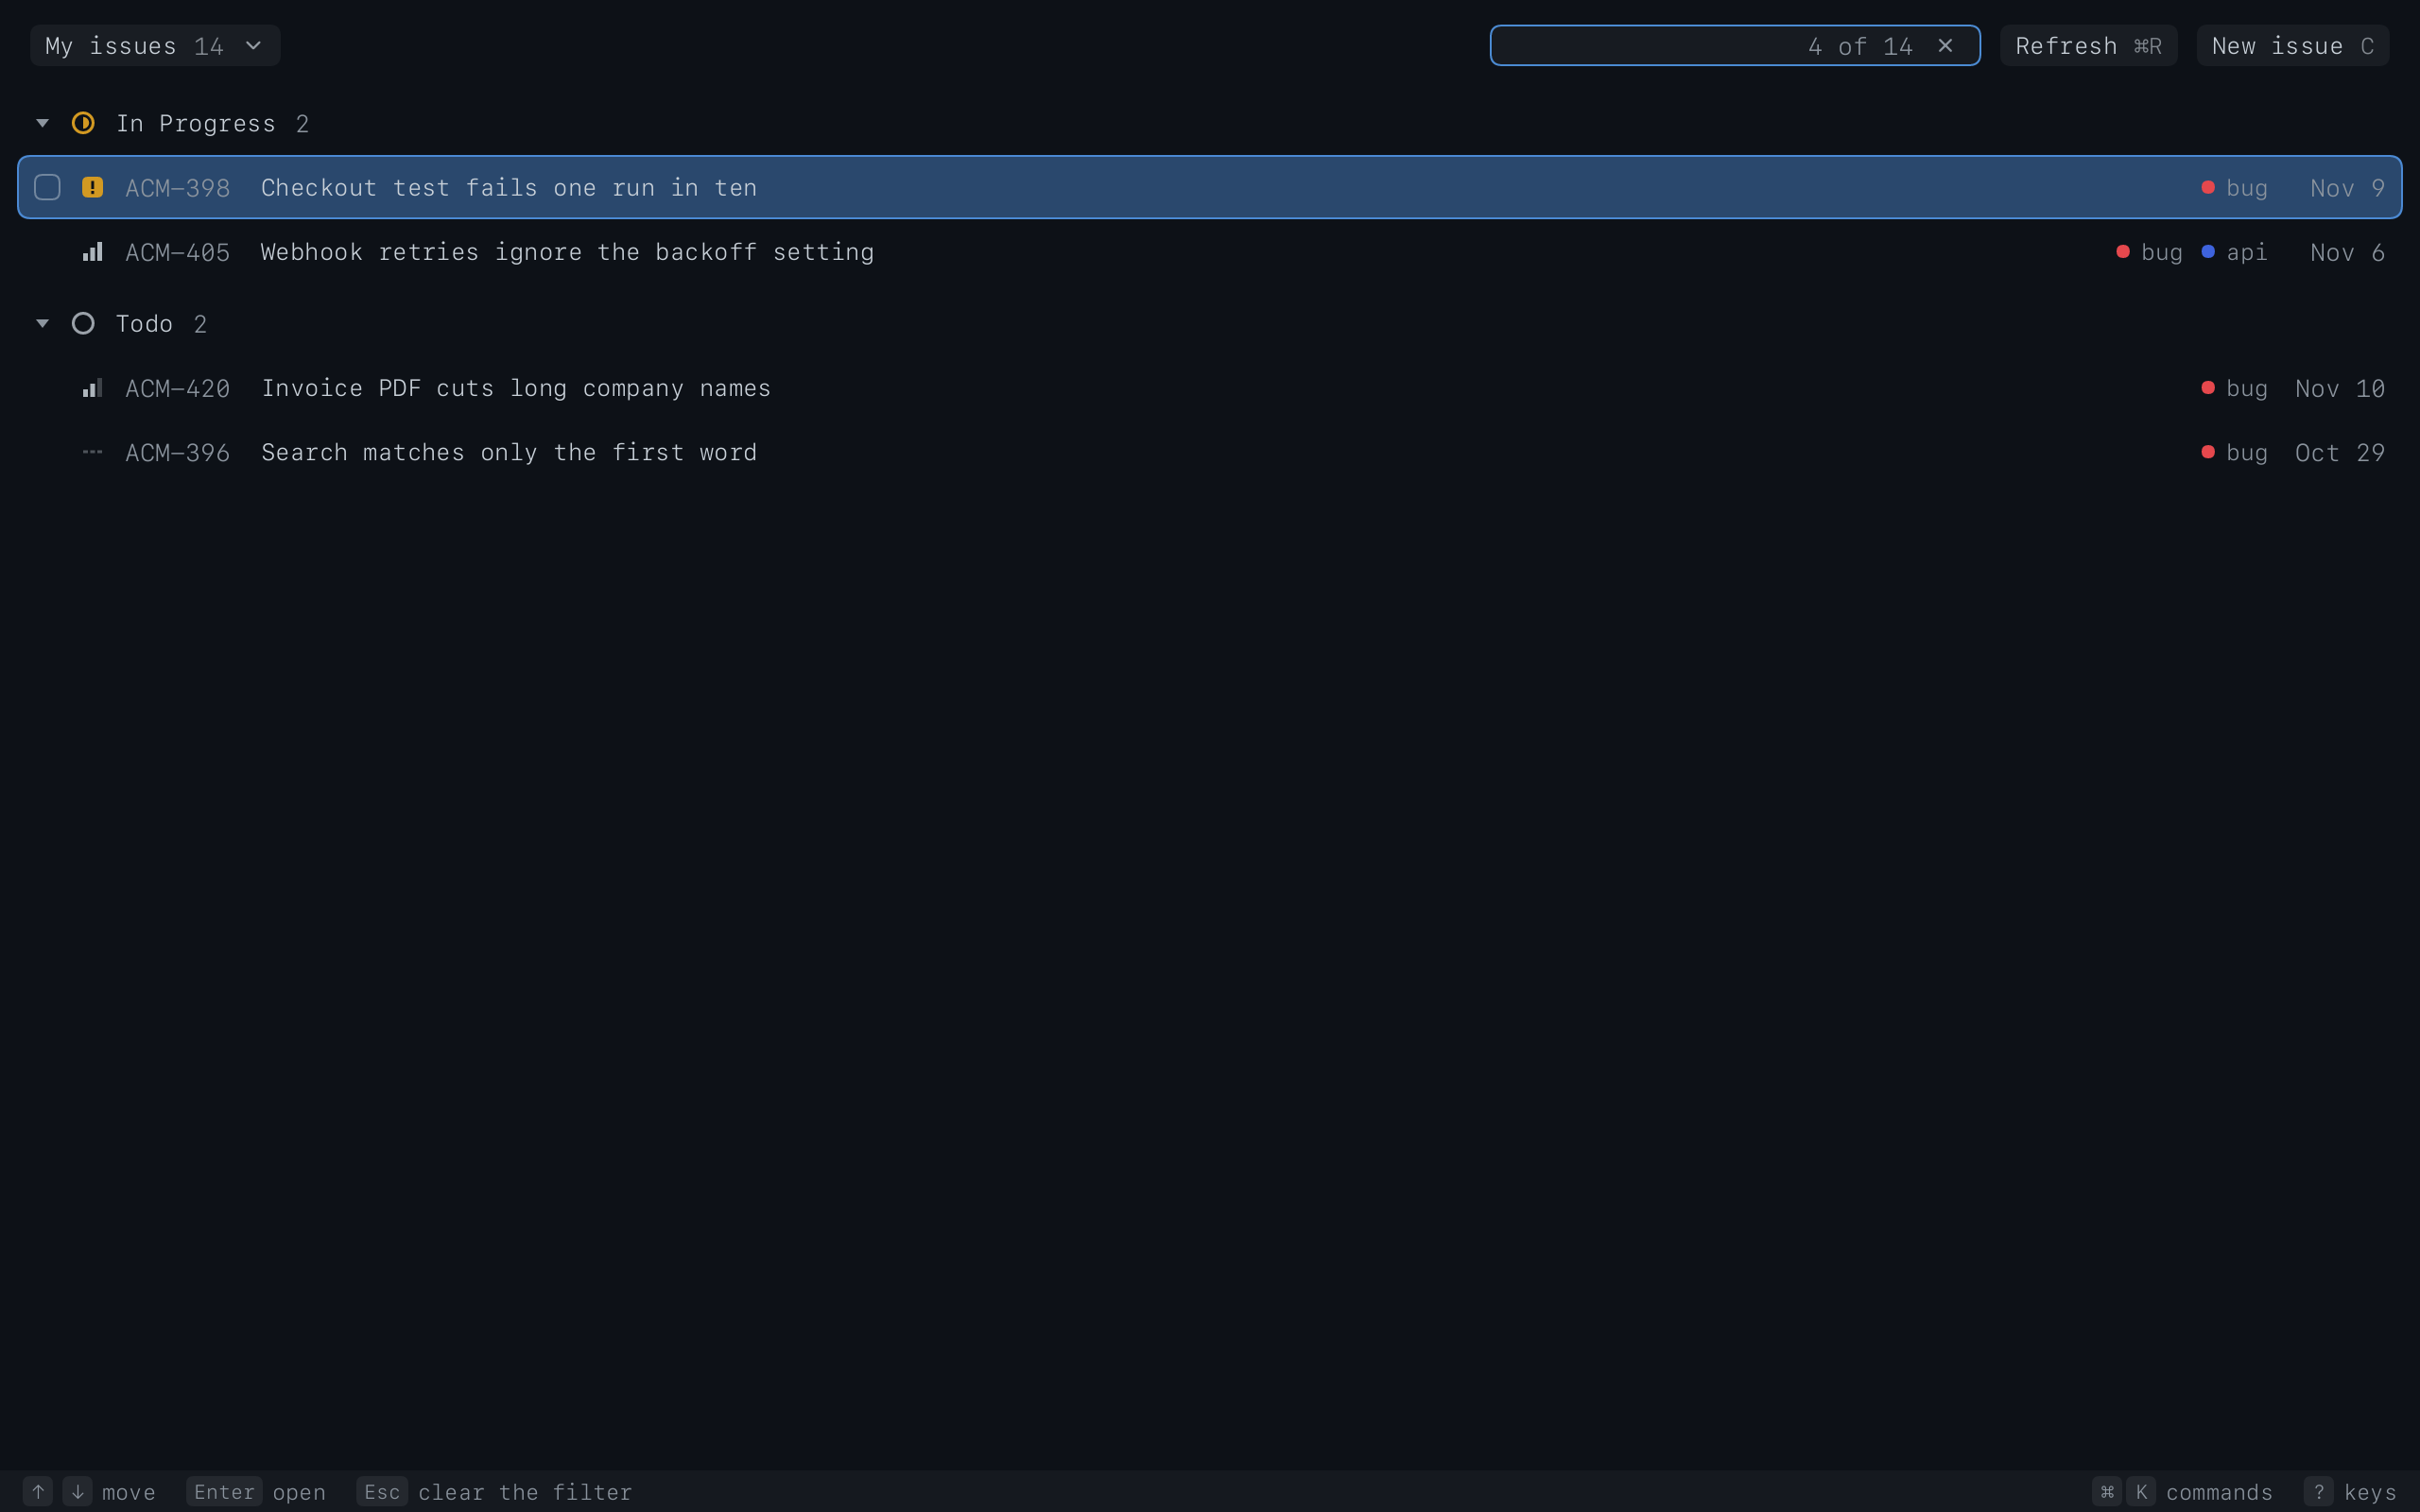 My issues 14
4 of 14 ×
Refresh ⌘R
New issue C
In Progress 2
ACM-398 Checkout test fails one run in ten bug Nov 9
ACM-405 Webhook retries ignore the backoff setting bug api Nov 6
Todo 2
ACM-420 Invoice PDF cuts long company names bug Nov 10
ACM-396 Search matches only the first word bug Oct 29
↑ ↓ move Enter open Esc clear the filter ⌘ K commands ? keys